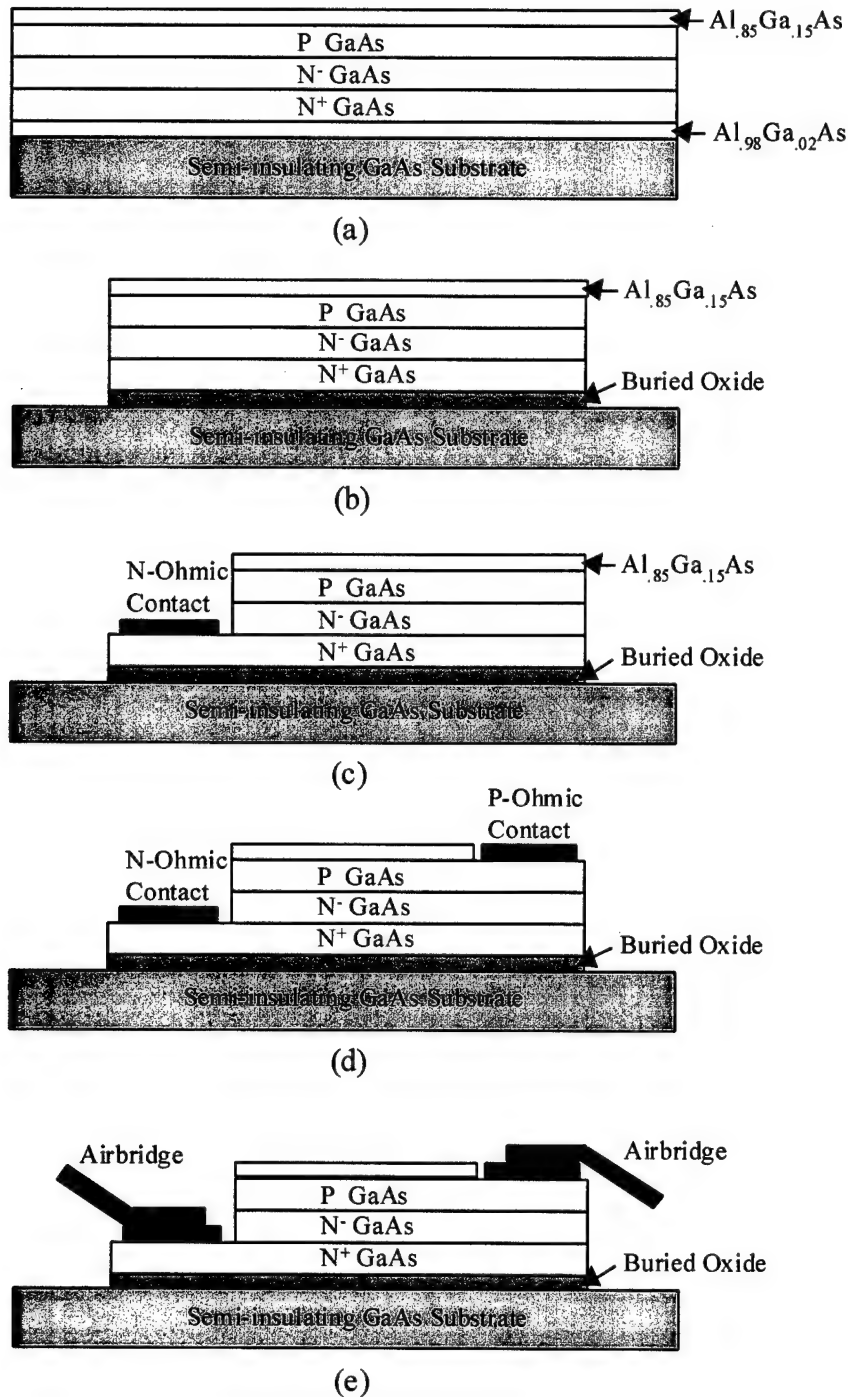 Al.85Ga.15As
P GaAs
N- GaAs
N+ GaAs
Al.98Ga.02As
Semi-insulating GaAs Substrate
(a)
Al.85Ga.15As
P GaAs
N- GaAs
N+ GaAs
Buried Oxide
Semi-insulating GaAs Substrate
(b)
N-Ohmic
Contact
Al.85Ga.15As
P GaAs
N- GaAs
N+ GaAs
Buried Oxide
Semi-insulating GaAs Substrate
(c)
P-Ohmic
Contact
N-Ohmic
Contact
P GaAs
N- GaAs
N+ GaAs
Buried Oxide
Semi-insulating GaAs Substrate
(d)
Airbridge
Airbridge
P GaAs
N- GaAs
N+ GaAs
Buried Oxide
Semi-insulating GaAs Substrate
(e)